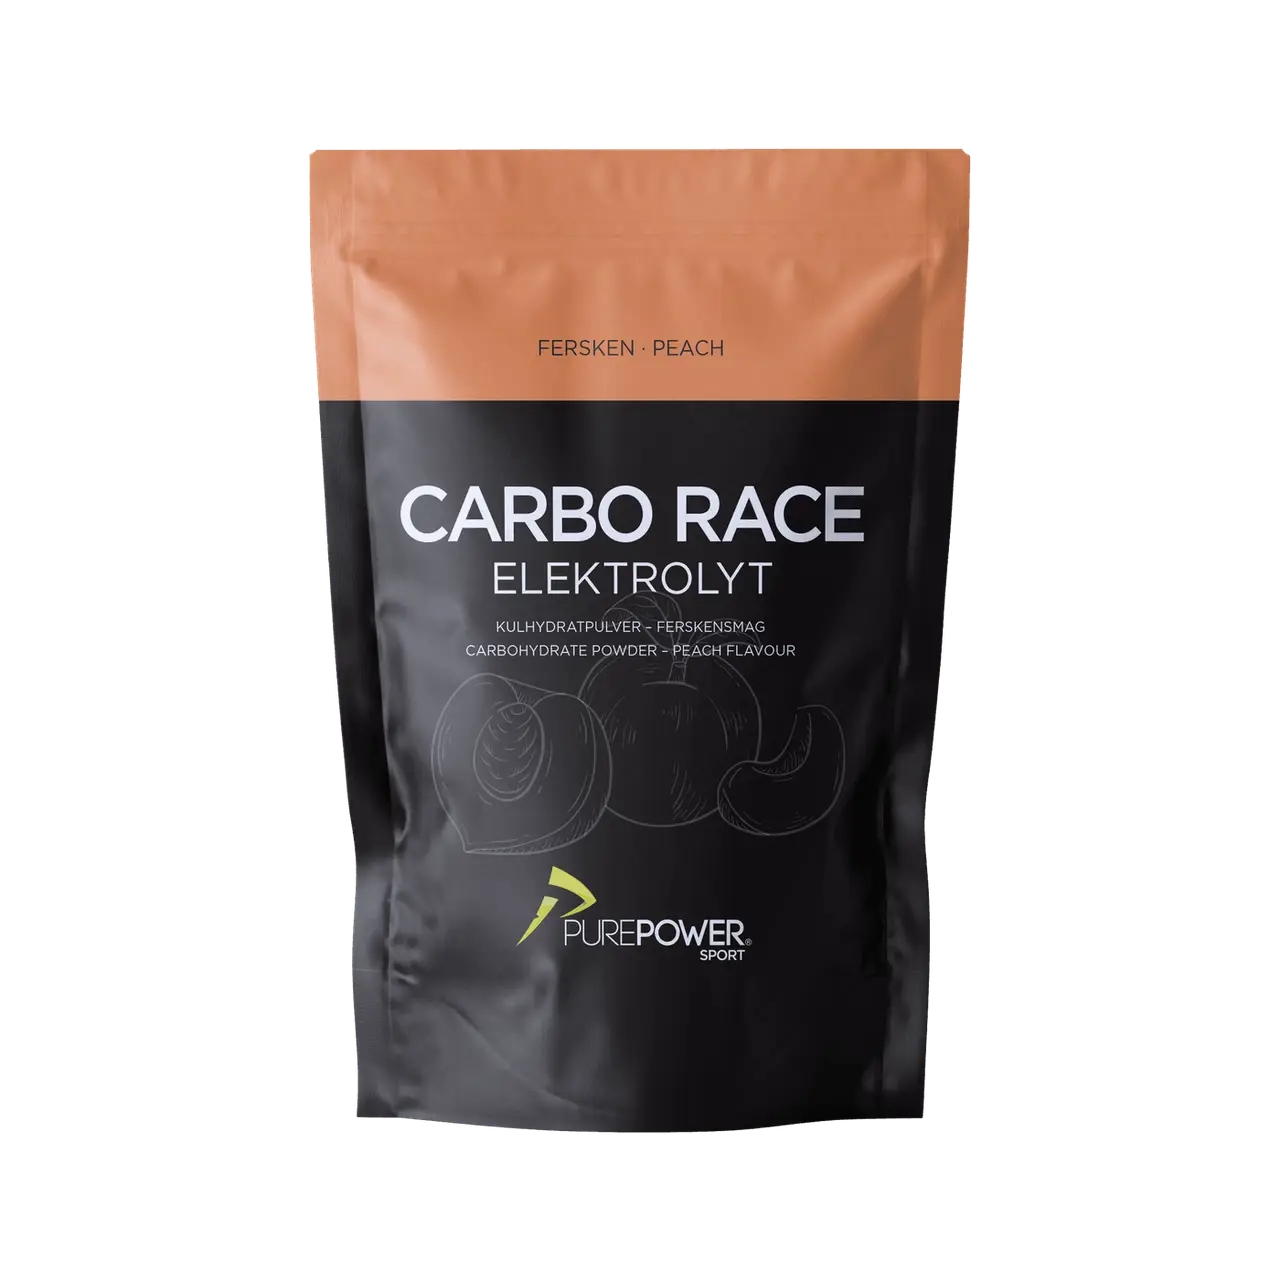 FERSKEN · PEACH
CARBO RACE
ELEKTROLYT
KULHYDRATPULVER – FERSKENSMAG
CARBOHYDRATE POWDER – PEACH FLAVOUR
PUREPOWER®
SPORT